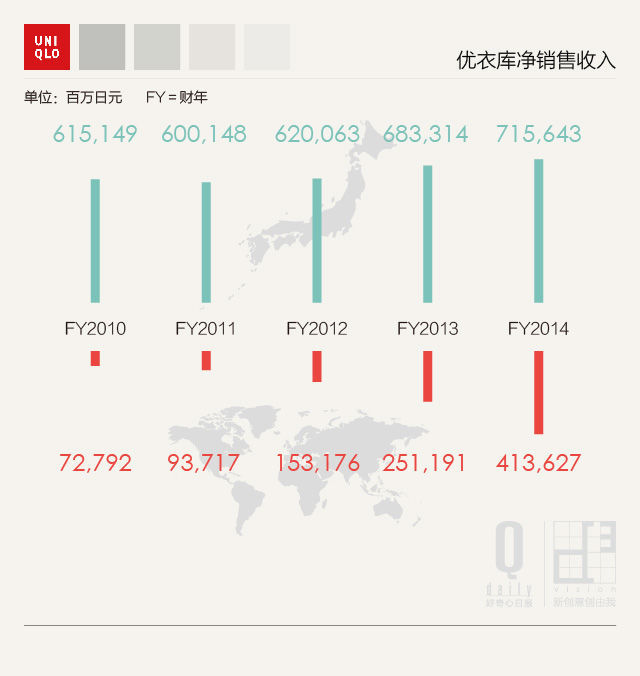 UNI
QLO
优衣库净销售收入
单位：百万日元 FY=财年
615,149 600,148 620,063 683,314 715,643
FY2010 FY2011 FY2012 FY2013 FY2014
72,792 93,717 153,176 251,191 413,627
Q
daily
好奇心日报
vision
新创意创由我